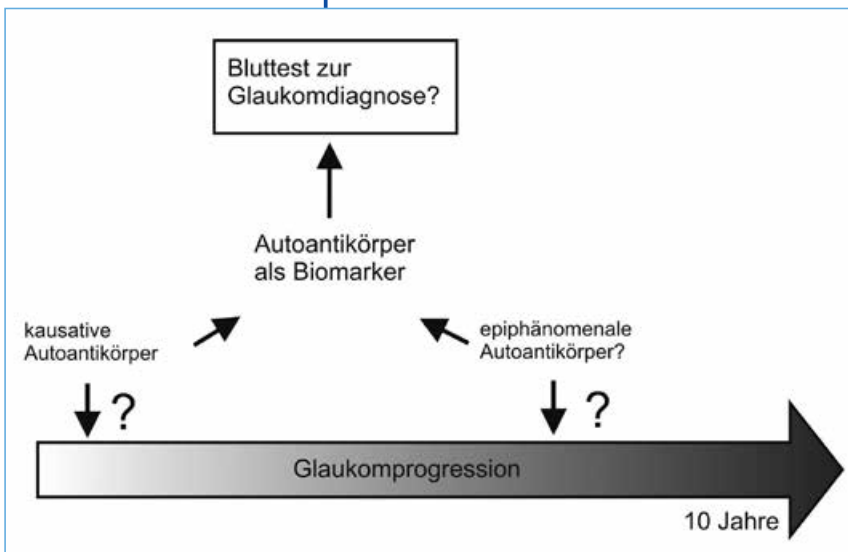 Bluttest zur
Glaukomdiagnose?
Autoantikörper
als Biomarker
kausative
Autoantikörper
epiphänomenale
Autoantikörper?
?
?
Glaukomprogression
10 Jahre